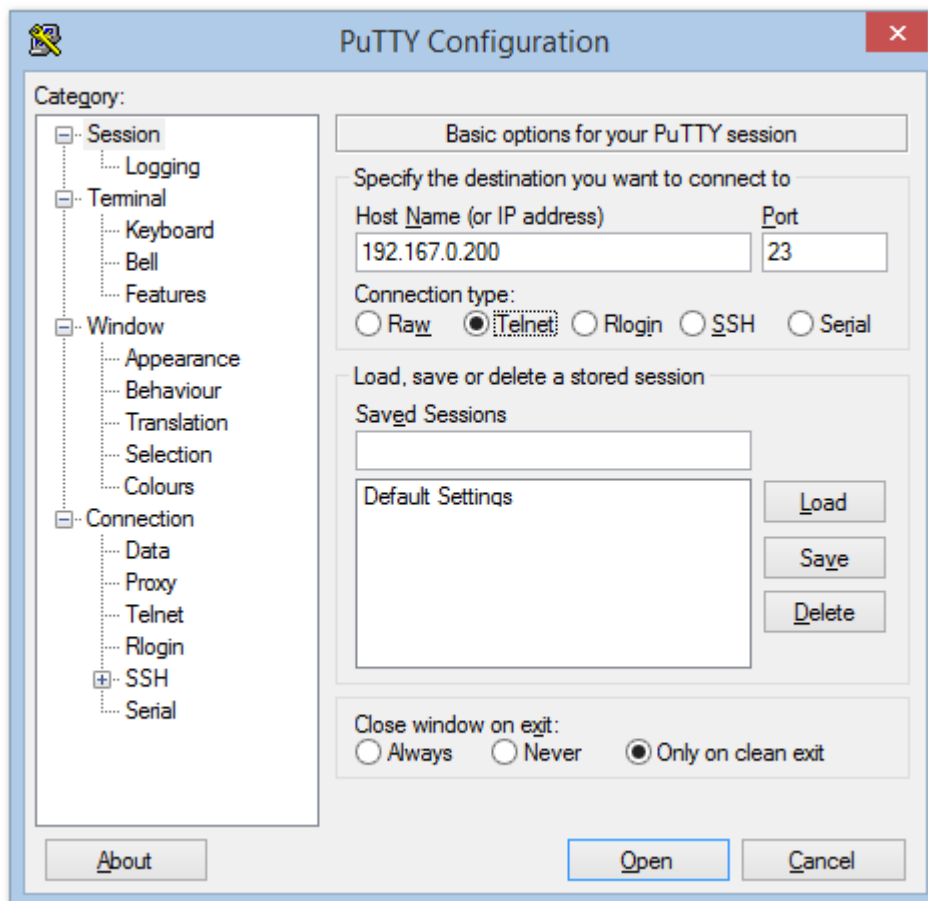 PuTTY Configuration
×
Category:
Session
Logging
Terminal
Keyboard
Bell
Features
Window
Appearance
Behaviour
Translation
Selection
Colours
Connection
Data
Proxy
Telnet
Rlogin
SSH
Serial
Basic options for your PuTTY session
Specify the destination you want to connect to
Host Name (or IP address) Port
192.167.0.200 23
Connection type:
Raw Telnet Rlogin SSH Serial
Load, save or delete a stored session
Saved Sessions
Default Settings
Load
Save
Delete
Close window on exit:
Always Never Only on clean exit
About Open Cancel